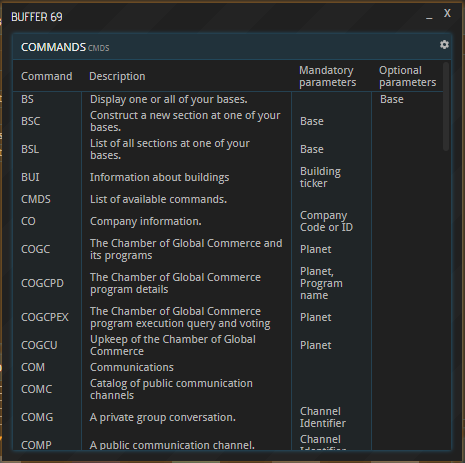 BUFFER 69 _ X
COMMANDS CMDS
Command Description Mandatory parameters Optional parameters
BS Display one or all of your bases. Base
BSC Construct a new section at one of your bases. Base
BSL List of all sections at one of your bases. Base
BUI Information about buildings Building ticker
CMDS List of available commands.
CO Company information. Company Code or ID
COGC The Chamber of Global Commerce and its programs Planet
COGCPD The Chamber of Global Commerce program details Planet, Program name
COGCPEX The Chamber of Global Commerce program execution query and voting Planet
COGCU Upkeep of the Chamber of Global Commerce Planet
COM Communications
COMC Catalog of public communication channels
COMG A private group conversation. Channel Identifier
COMP A public communication channel. Channel Identifier